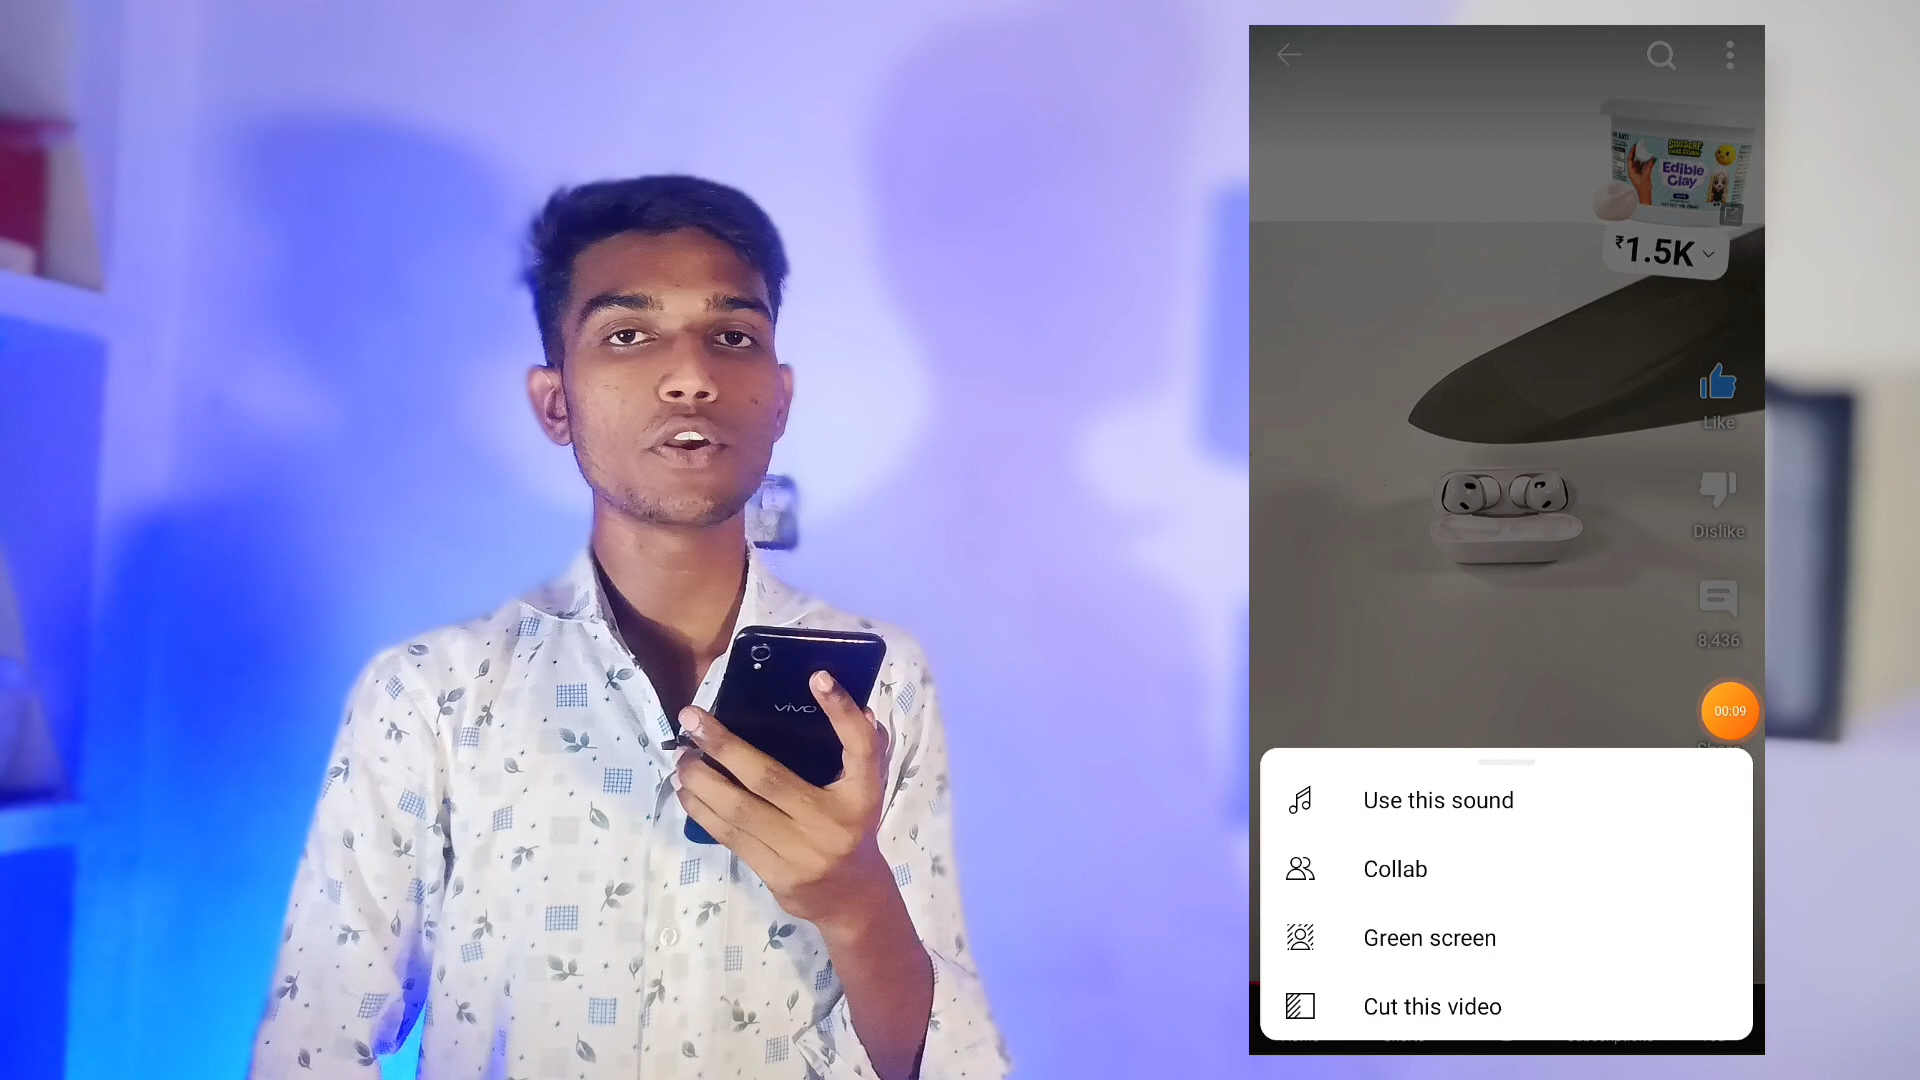 Edible
Clay
₹1.5K
Like
Dislike
8,436
00:09
vivo
Use this sound
Collab
Green screen
Cut this video